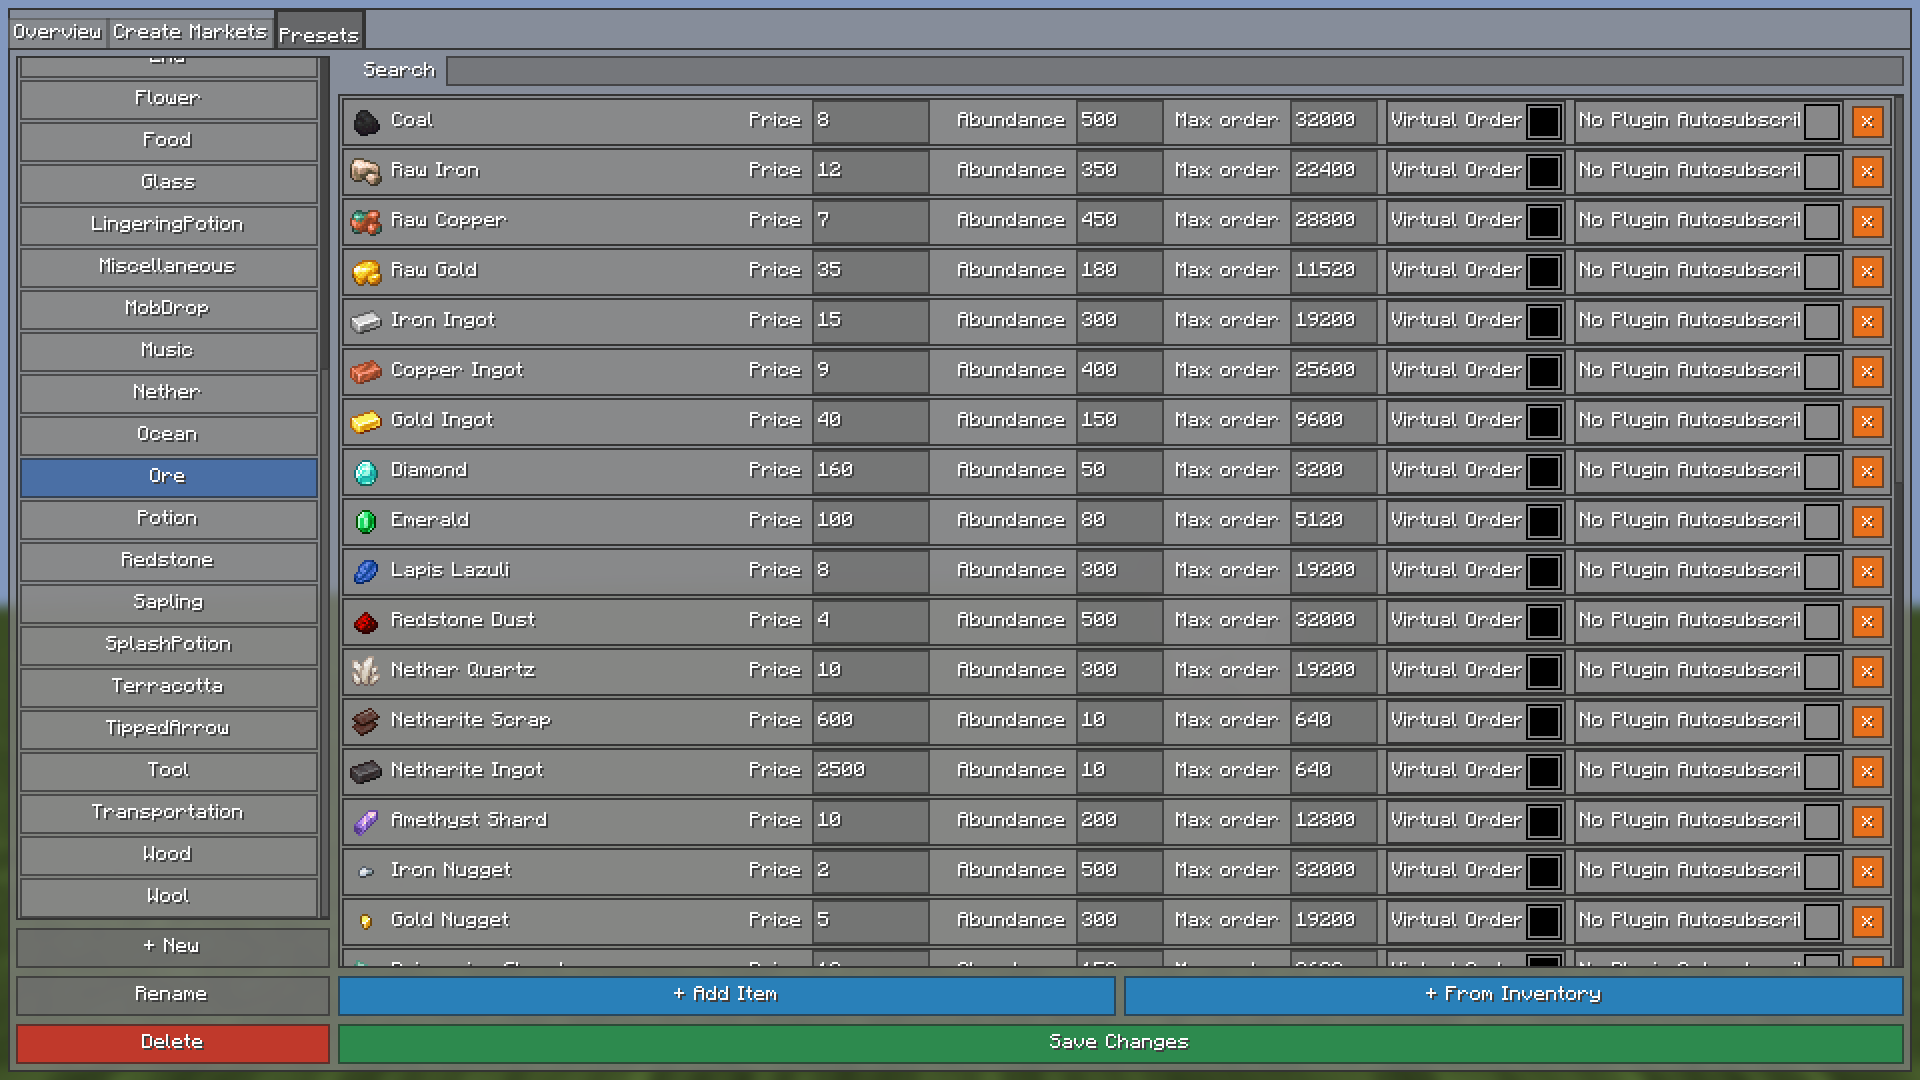 Overview Create Markets Presets
End
Flower
Food
Glass
LingeringPotion
Miscellaneous
MobDrop
Music
Nether
Ocean
Ore
Potion
Redstone
Sapling
SplashPotion
Terracotta
TippedArrow
Tool
Transportation
Wood
Wool
+ New
Rename
Delete
Search
Coal Price 8 Abundance 500 Max order 32000 Virtual Order No Plugin Autosubscri x
Raw Iron Price 12 Abundance 350 Max order 22400 Virtual Order No Plugin Autosubscri x
Raw Copper Price 7 Abundance 450 Max order 28800 Virtual Order No Plugin Autosubscri x
Raw Gold Price 35 Abundance 180 Max order 11520 Virtual Order No Plugin Autosubscri x
Iron Ingot Price 15 Abundance 300 Max order 19200 Virtual Order No Plugin Autosubscri x
Copper Ingot Price 9 Abundance 400 Max order 25600 Virtual Order No Plugin Autosubscri x
Gold Ingot Price 40 Abundance 150 Max order 9600 Virtual Order No Plugin Autosubscri x
Diamond Price 160 Abundance 50 Max order 3200 Virtual Order No Plugin Autosubscri x
Emerald Price 100 Abundance 80 Max order 5120 Virtual Order No Plugin Autosubscri x
Lapis Lazuli Price 8 Abundance 300 Max order 19200 Virtual Order No Plugin Autosubscri x
Redstone Dust Price 4 Abundance 500 Max order 32000 Virtual Order No Plugin Autosubscri x
Nether Quartz Price 10 Abundance 300 Max order 19200 Virtual Order No Plugin Autosubscri x
Netherite Scrap Price 600 Abundance 10 Max order 640 Virtual Order No Plugin Autosubscri x
Netherite Ingot Price 2500 Abundance 10 Max order 640 Virtual Order No Plugin Autosubscri x
Amethyst Shard Price 10 Abundance 200 Max order 12800 Virtual Order No Plugin Autosubscri x
Iron Nugget Price 2 Abundance 500 Max order 32000 Virtual Order No Plugin Autosubscri x
Gold Nugget Price 5 Abundance 300 Max order 19200 Virtual Order No Plugin Autosubscri x
+ Add Item + From Inventory
Save Changes